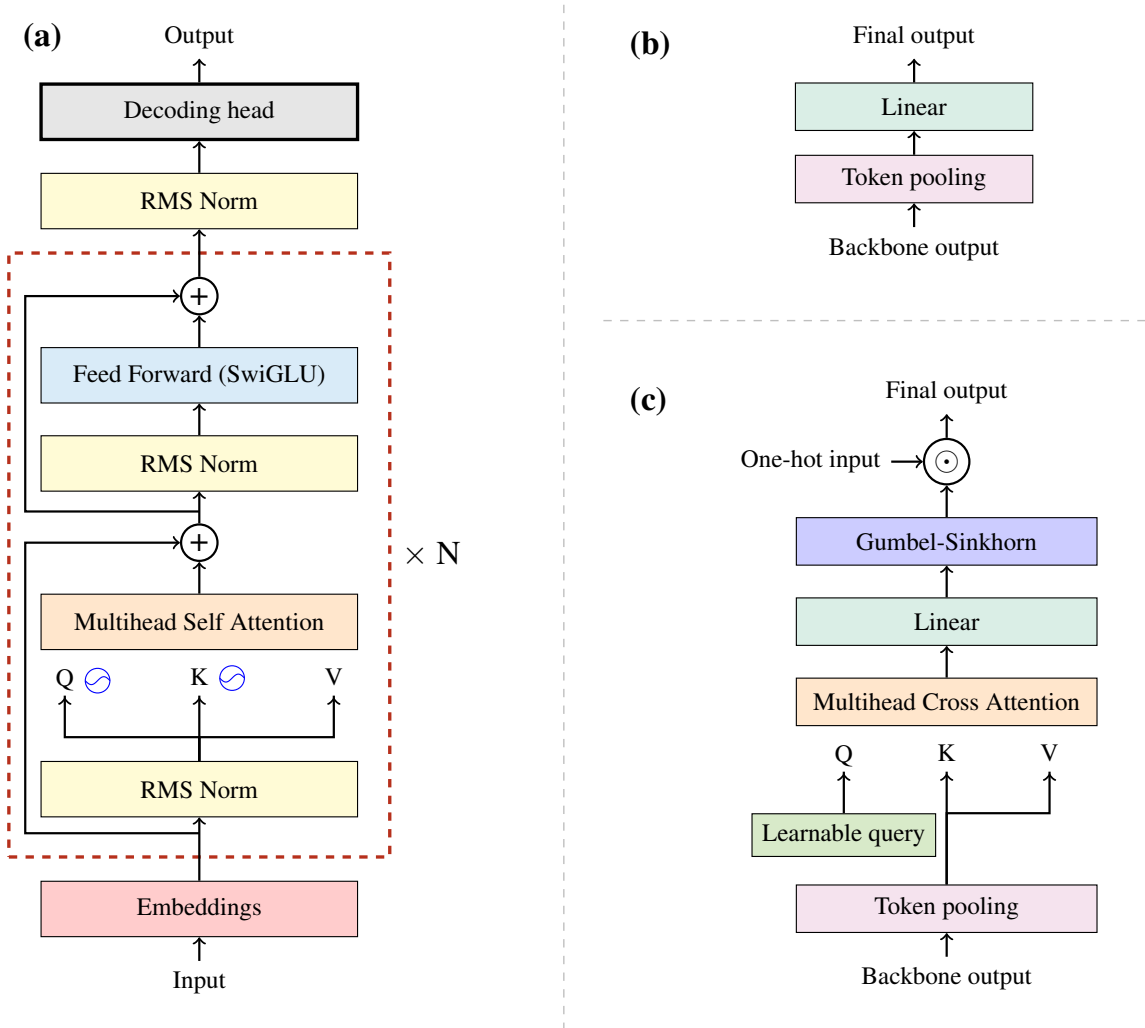 (a)
Output
Decoding head
RMS Norm
Feed Forward (SwiGLU)
RMS Norm
× N
Multihead Self Attention
Q K V
RMS Norm
Embeddings
Input
(b)
Final output
Linear
Token pooling
Backbone output
(c)
Final output
One-hot input
Gumbel-Sinkhorn
Linear
Multihead Cross Attention
Q K V
Learnable query
Token pooling
Backbone output